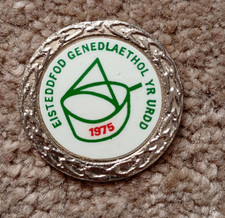 EISTEDDFOD GENEDLAETHOL YR URDD
1975